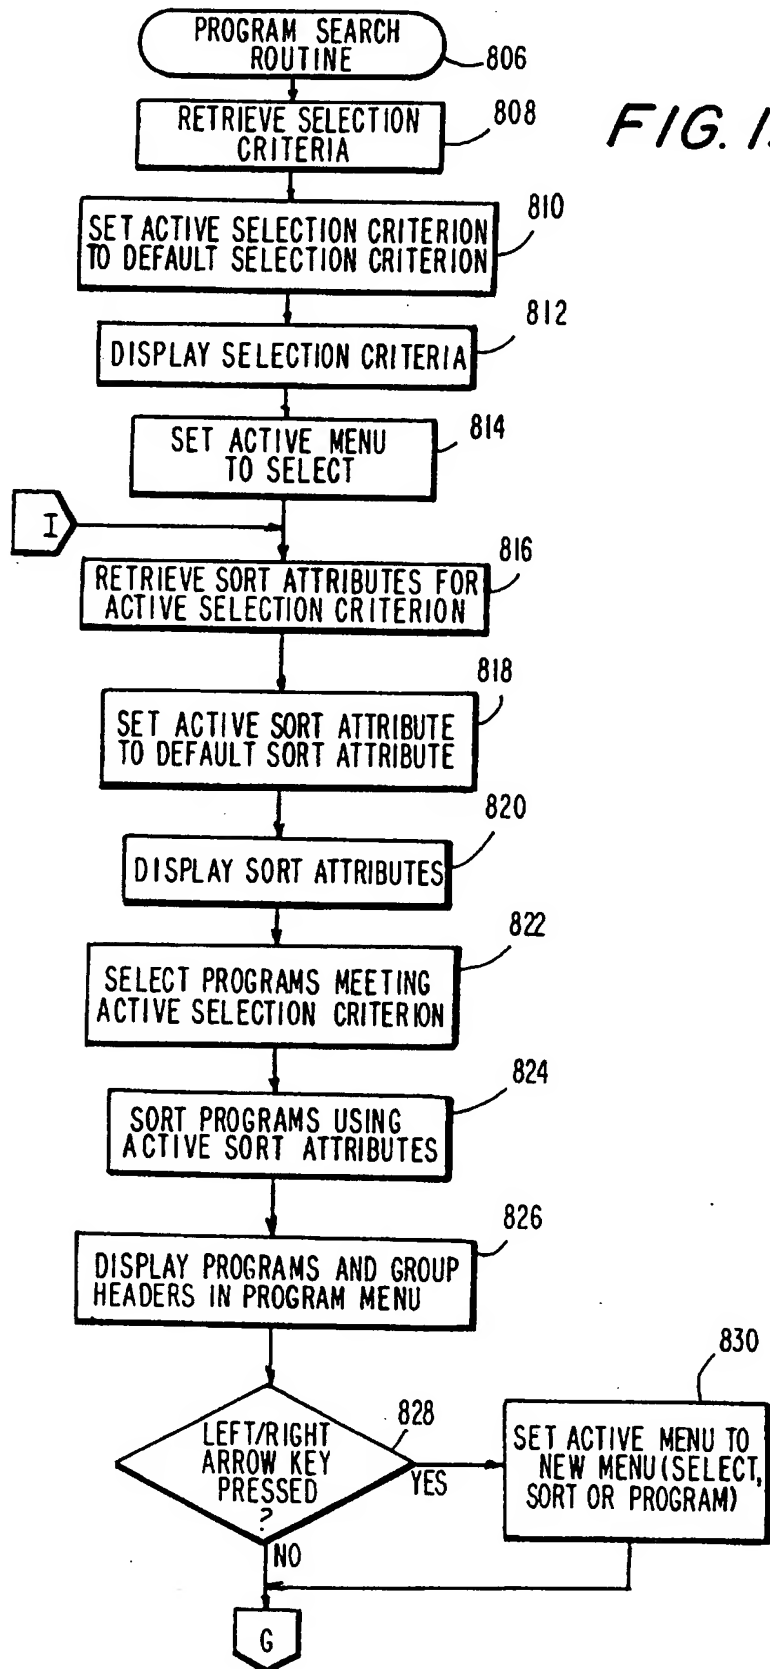 PROGRAM SEARCH
ROUTINE
806
FIG. 1
RETRIEVE SELECTION
CRITERIA
808
SET ACTIVE SELECTION CRITERION
TO DEFAULT SELECTION CRITERION
810
DISPLAY SELECTION CRITERIA
812
SET ACTIVE MENU
TO SELECT
814
I
RETRIEVE SORT ATTRIBUTES FOR
ACTIVE SELECTION CRITERION
816
SET ACTIVE SORT ATTRIBUTE
TO DEFAULT SORT ATTRIBUTE
818
DISPLAY SORT ATTRIBUTES
820
SELECT PROGRAMS MEETING
ACTIVE SELECTION CRITERION
822
SORT PROGRAMS USING
ACTIVE SORT ATTRIBUTES
824
DISPLAY PROGRAMS AND GROUP
HEADERS IN PROGRAM MENU
826
LEFT/RIGHT
ARROW KEY
PRESSED
?
828
YES
SET ACTIVE MENU TO
NEW MENU (SELECT,
SORT OR PROGRAM)
830
NO
G